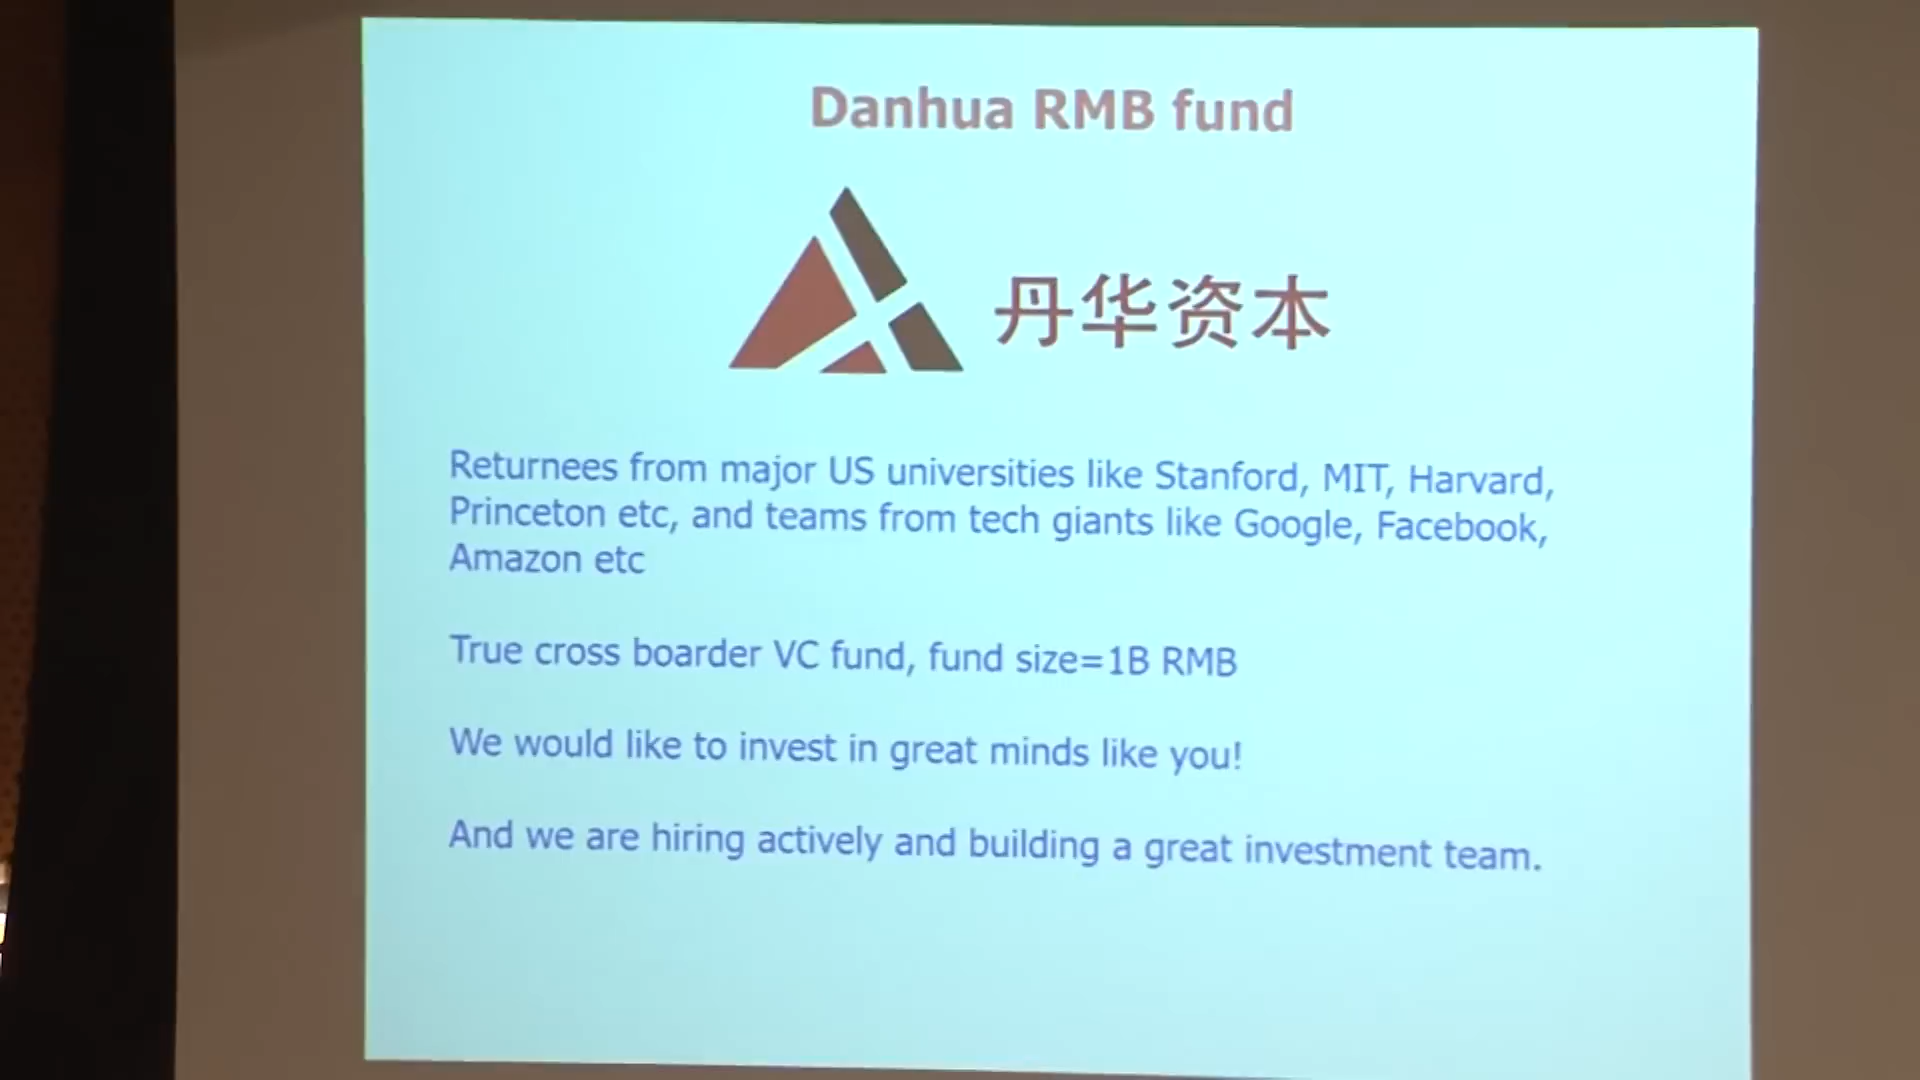 Danhua RMB fund
丹华资本
Returnees from major US universities like Stanford, MIT, Harvard,
Princeton etc, and teams from tech giants like Google, Facebook,
Amazon etc
True cross boarder VC fund, fund size=1B RMB
We would like to invest in great minds like you!
And we are hiring actively and building a great investment team.